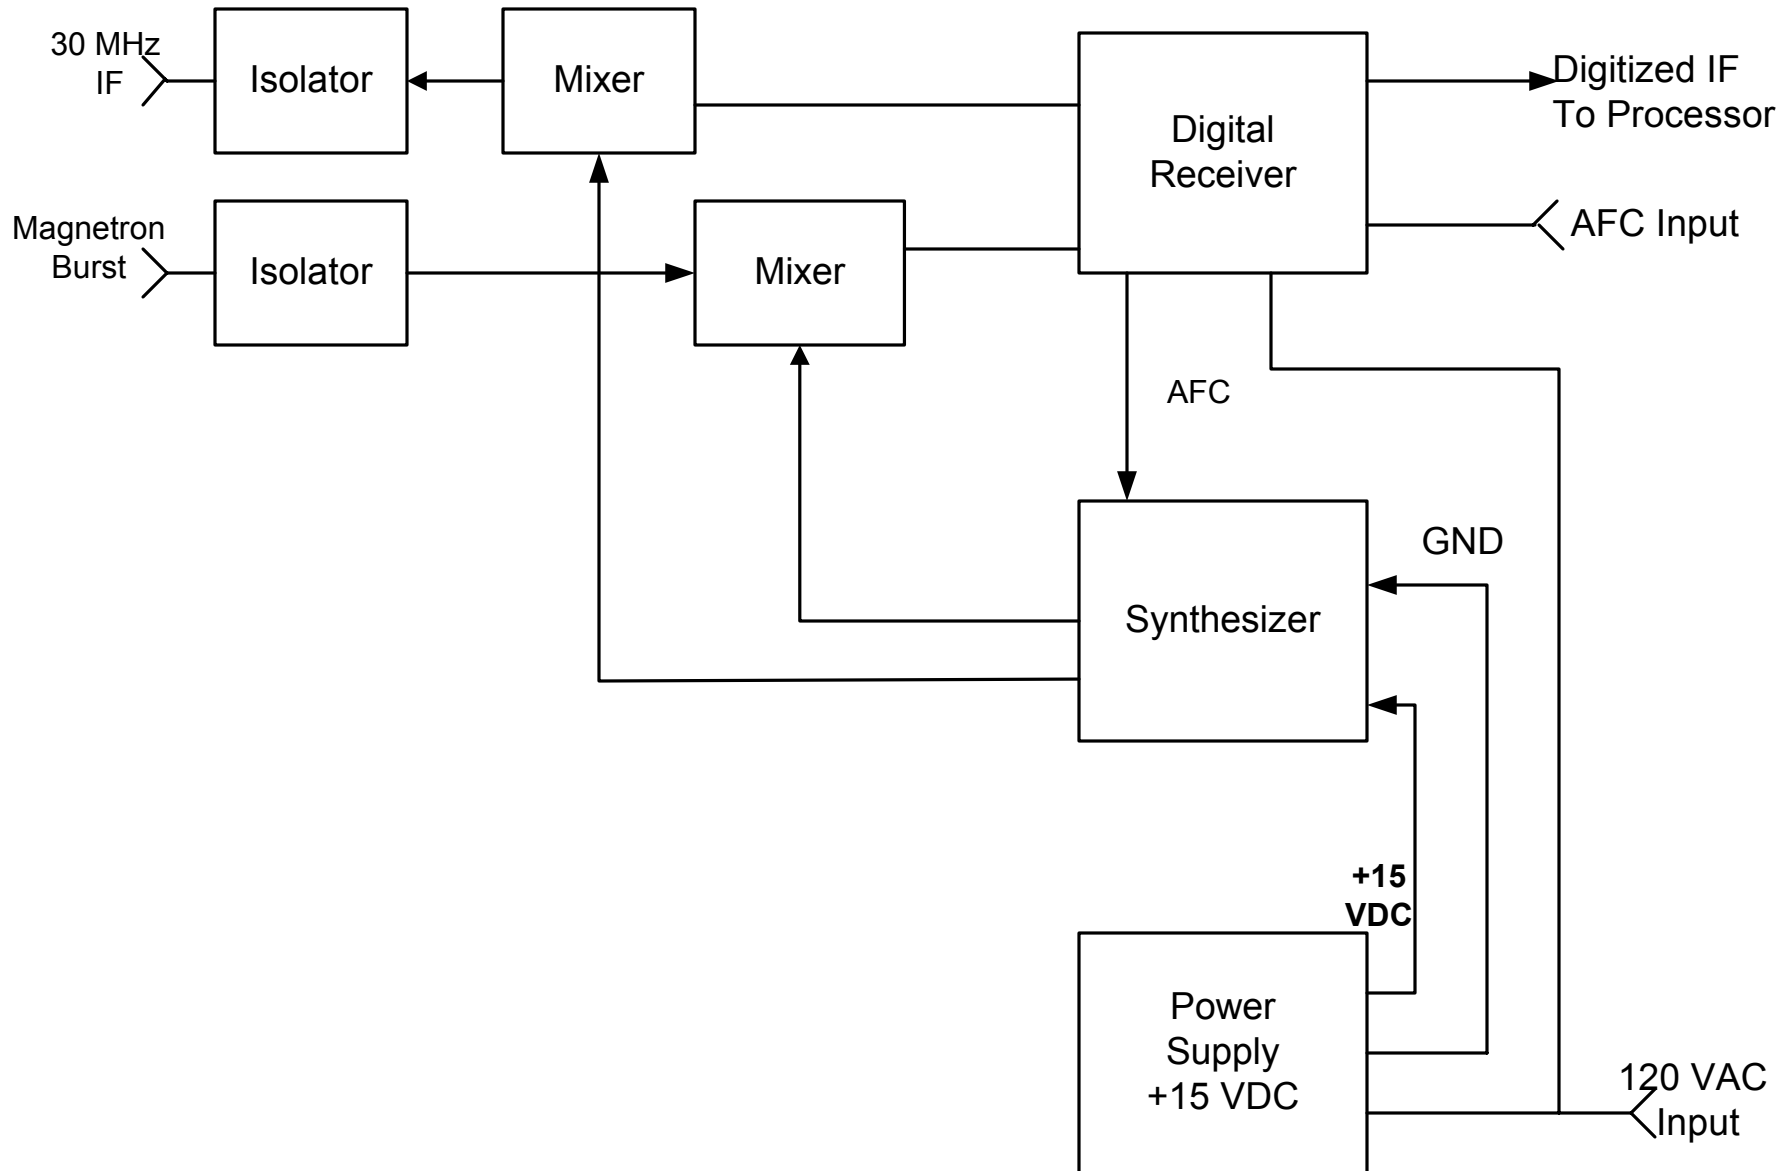 30 MHz
IF
Isolator
Mixer
Digital
Receiver
Digitized IF
To Processor
Magnetron
Burst
Isolator
Mixer
AFC Input
AFC
GND
Synthesizer
+15
VDC
Power
Supply
+15 VDC
120 VAC
Input